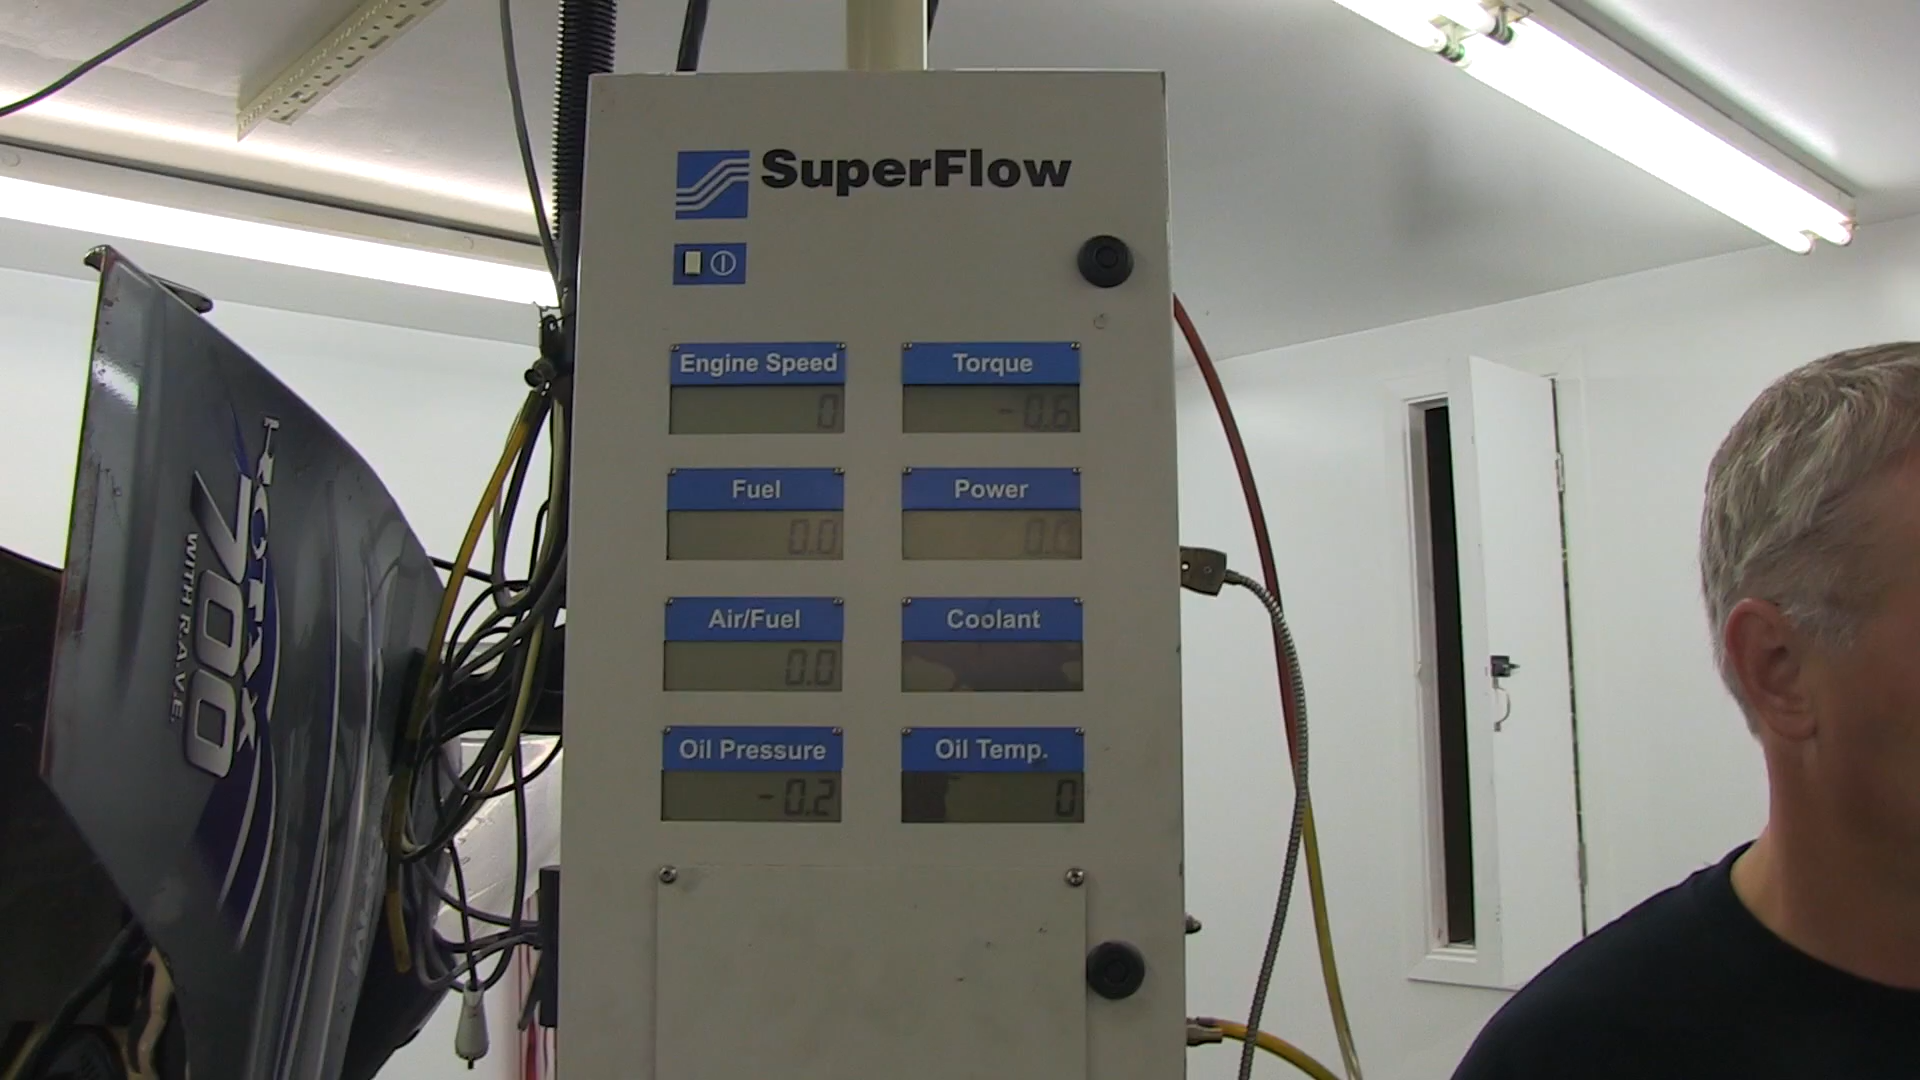 SuperFlow
Engine Speed
0
Torque
-0.6
Fuel
0.0
Power
0.0
Air/Fuel
0.0
Coolant
Oil Pressure
-0.2
Oil Temp.
0
ROTAX
700
WITH R.A.V.E.